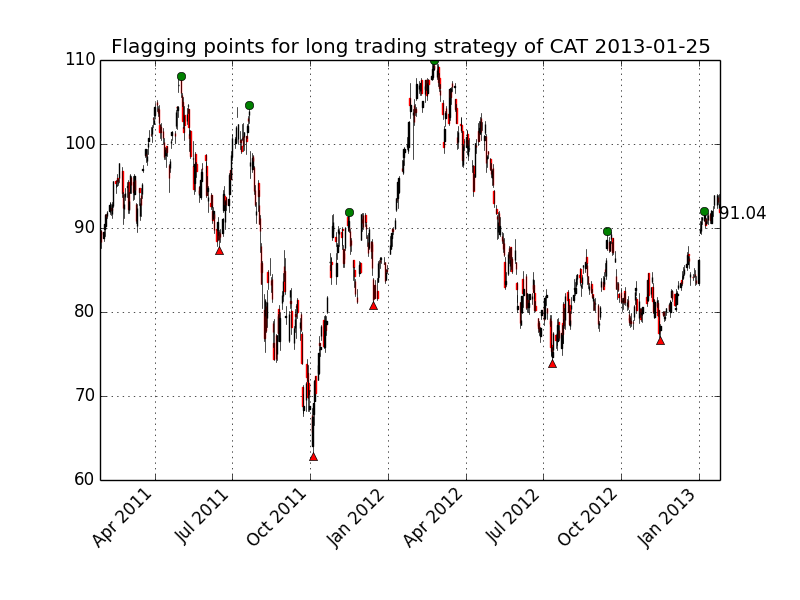 Flagging points for long trading strategy of CAT 2013-01-25
110
100
90
80
70
60
91.04
Apr 2011
Jul 2011
Oct 2011
Jan 2012
Apr 2012
Jul 2012
Oct 2012
Jan 2013